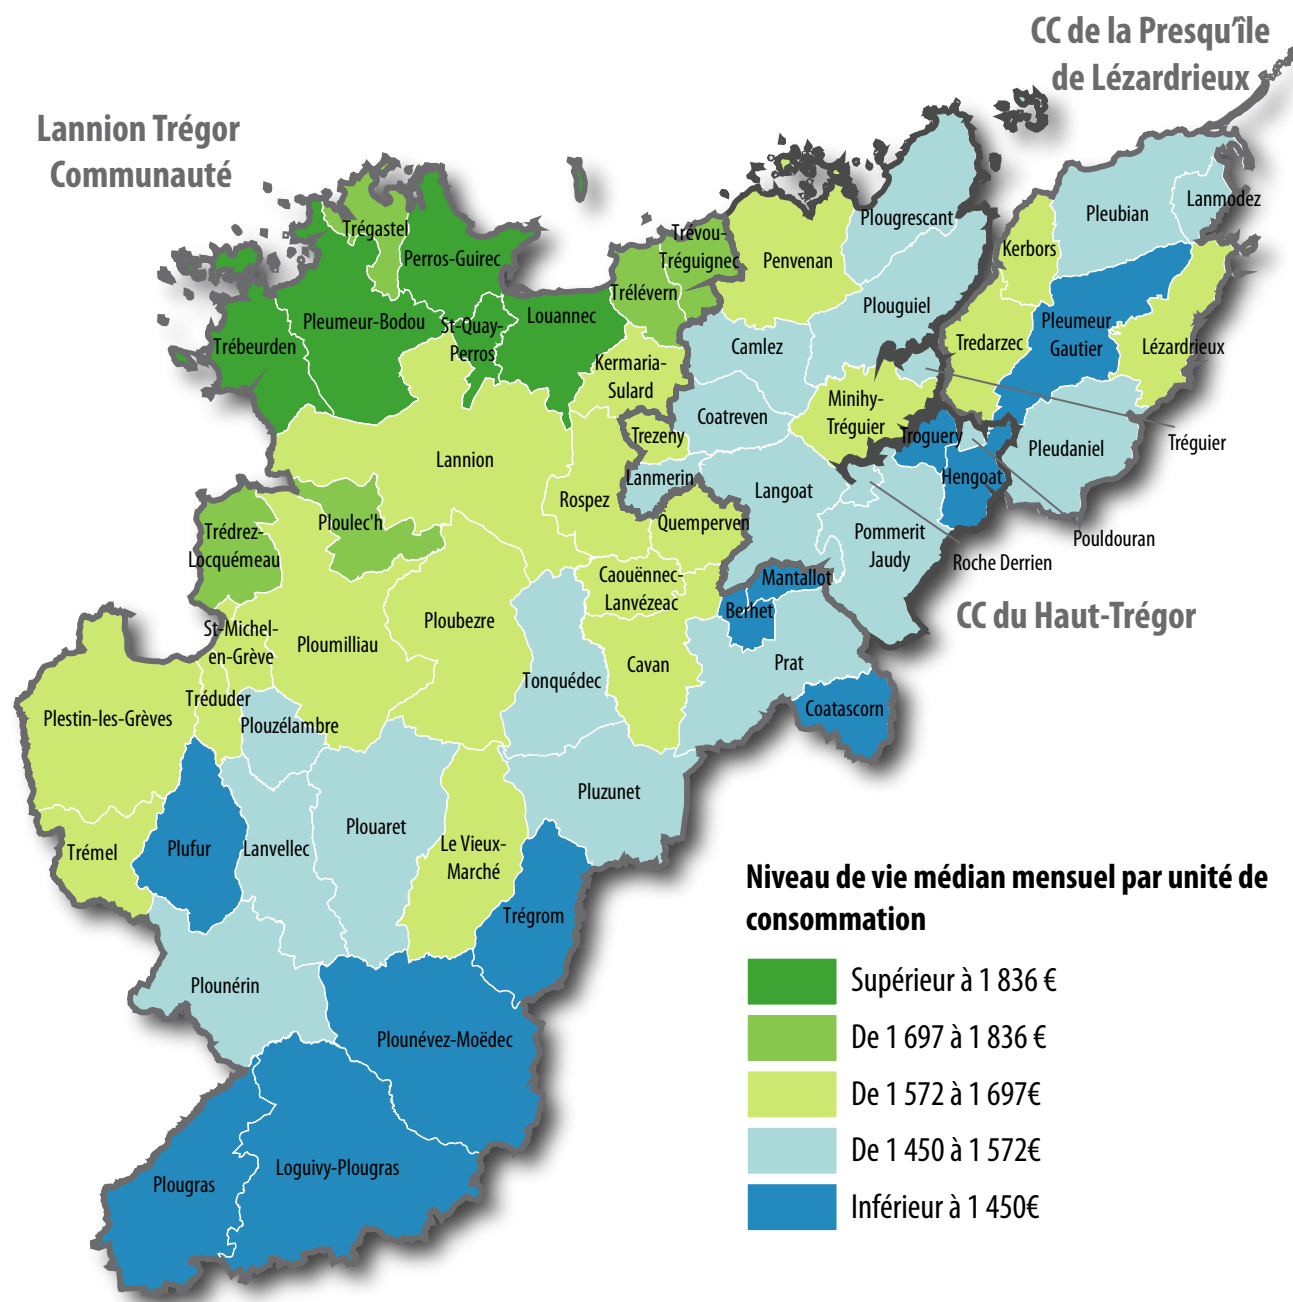 CC de la Presqu'île
de Lézardrieux
Lannion Trégor
Communauté
Trégastel
Perros-Guirec
Trébeurden
Pleumeur-Bodou
St-Quay-
Perros
Louannec
Trélévern
Trévou-
Tréguignec
Penvenan
Plougrescant
Plouguiel
Kermaria-
Sulard
Camlez
Coatreven
Minihy-
Tréguier
Kerbors
Pleubian
Lanmodez
Tredarzec
Pleumeur
Gautier
Lézardrieux
Pleudaniel
Tréguier
Troguery
Hengoat
Pouldouran
Roche Derrien
Pommerit
Jaudy
Langoat
Lanmerin
Trezeny
Lannion
Rospez
Quemperven
Ploulec'h
Trédrez-
Locquémeau
St-Michel-
en-Grève
Ploumilliau
Ploubezre
Caouënnec-
Lanvézeac
Mantallot
Berhet
CC du Haut-Trégor
Tonquédec
Cavan
Prat
Coatascorn
Plestin-les-Grèves
Tréduder
Plouzélambre
Pluzunet
Trémel
Plufur
Lanvellec
Plouaret
Le Vieux-
Marché
Trégrom
Plounérin
Plounévez-Moëdec
Plougras
Loguivy-Plougras
Niveau de vie médian mensuel par unité de
consommation
Supérieur à 1 836 €
De 1 697 à 1 836 €
De 1 572 à 1 697€
De 1 450 à 1 572€
Inférieur à 1 450€